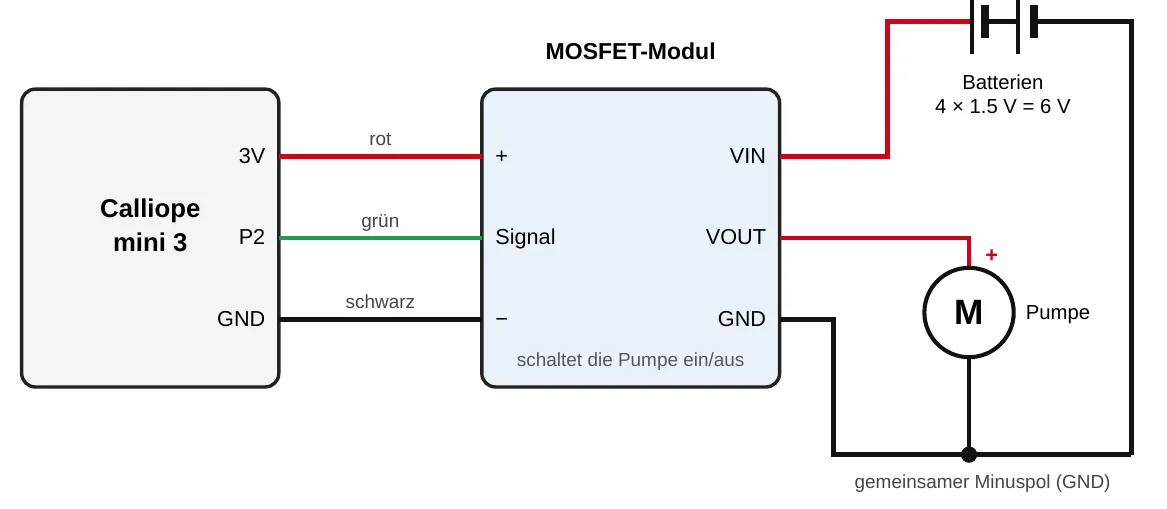 MOSFET-Modul
Batterien
4 × 1.5 V = 6 V
Calliope
mini 3
3V
P2
GND
rot
grün
schwarz
+
Signal
−
VIN
VOUT
GND
schaltet die Pumpe ein/aus
+
M
Pumpe
gemeinsamer Minuspol (GND)